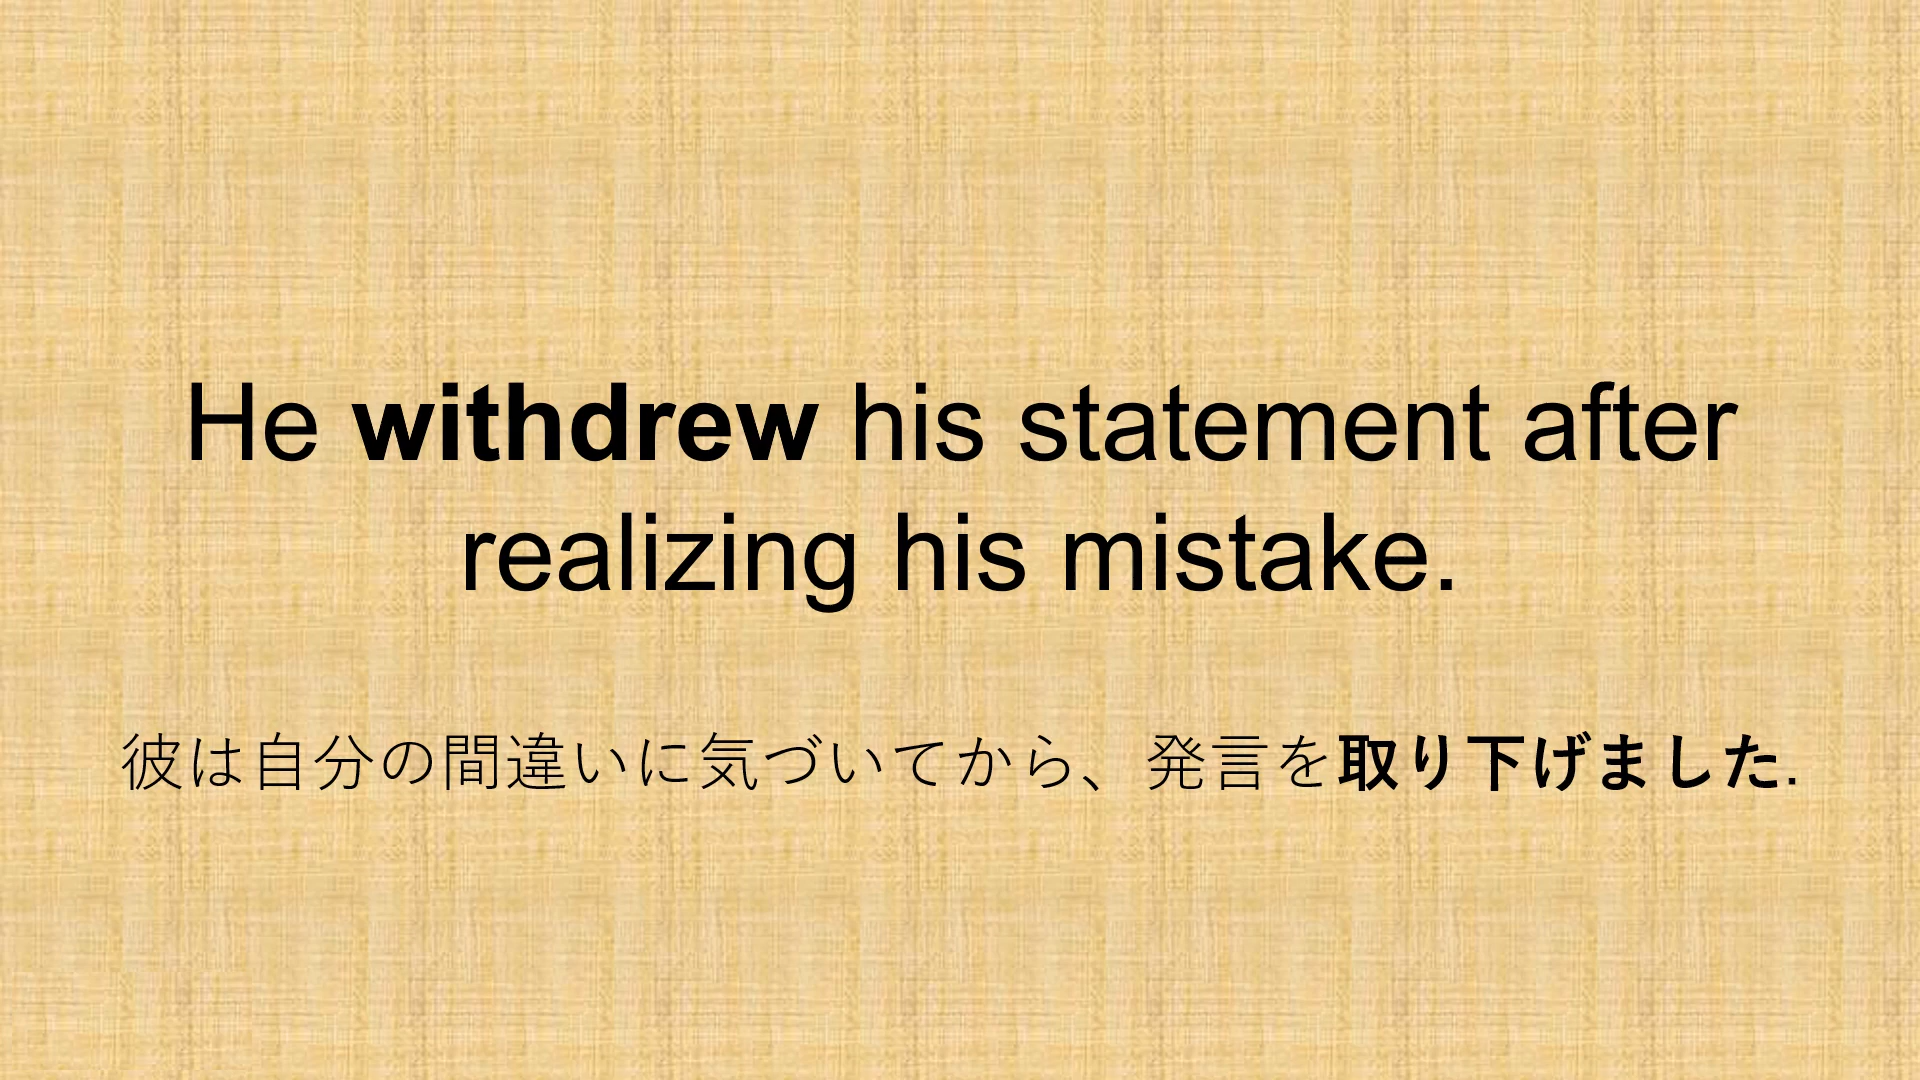 He withdrew his statement after
realizing his mistake.
彼は自分の間違いに気づいてから、発言を取り下げました.